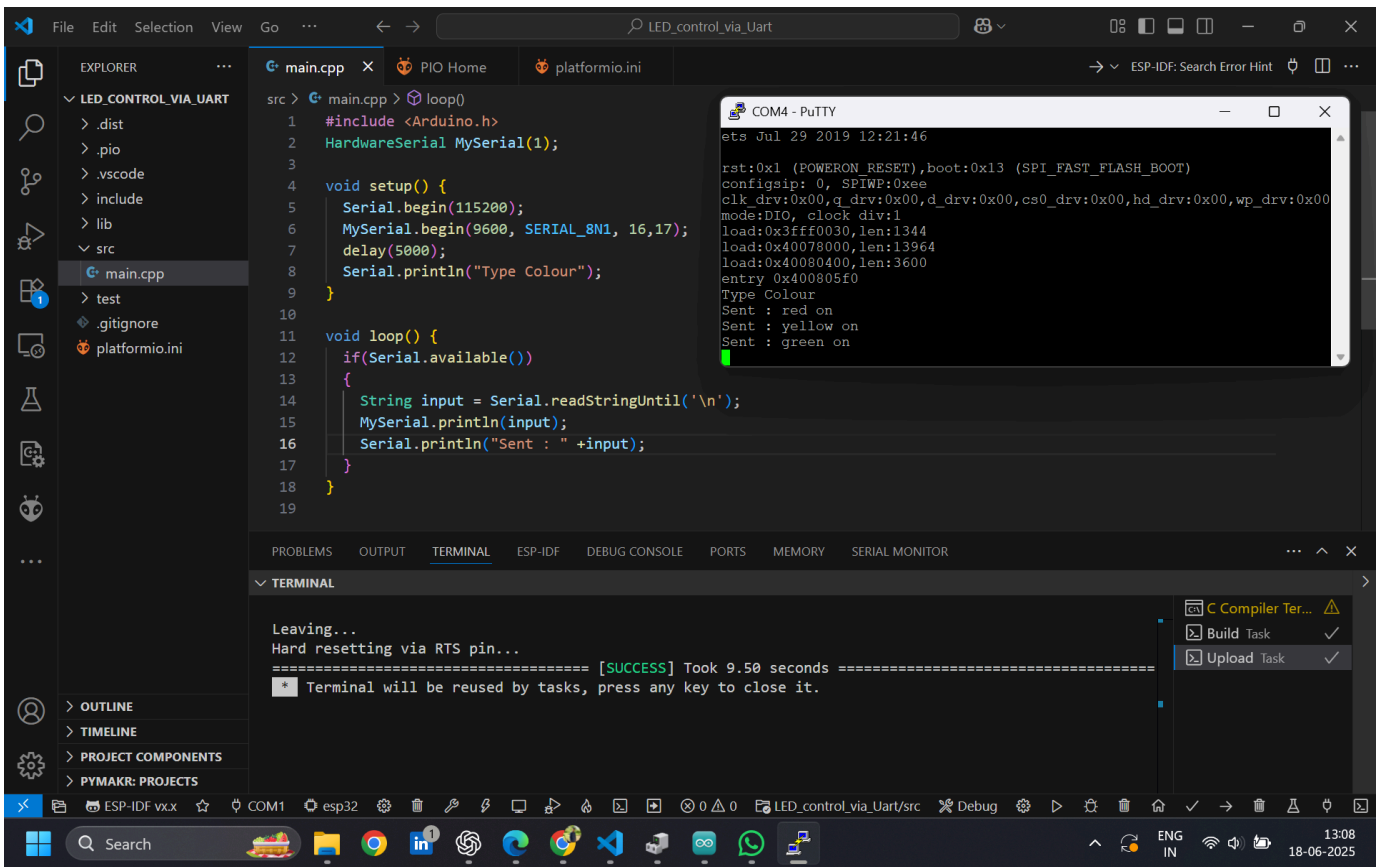 File Edit Selection View Go ··· LED_control_via_Uart
EXPLORER ···
LED_CONTROL_VIA_UART
.dist
.pio
.vscode
include
lib
src
main.cpp
test
.gitignore
platformio.ini
OUTLINE
TIMELINE
PROJECT COMPONENTS
PYMAKR: PROJECTS
main.cpp PIO Home platformio.ini ESP-IDF: Search Error Hint ···
src > main.cpp > loop()
1 #include <Arduino.h>
2 HardwareSerial MySerial(1);
3
4 void setup() {
5 Serial.begin(115200);
6 MySerial.begin(9600, SERIAL_8N1, 16,17);
7 delay(5000);
8 Serial.println("Type Colour");
9 }
10
11 void loop() {
12 if(Serial.available())
13 {
14 String input = Serial.readStringUntil('\n');
15 MySerial.println(input);
16 Serial.println("Sent : " +input);
17 }
18 }
19
COM4 - PuTTY
ets Jul 29 2019 12:21:46
rst:0x1 (POWERON_RESET),boot:0x13 (SPI_FAST_FLASH_BOOT)
configsip: 0, SPIWP:0xee
clk_drv:0x00,q_drv:0x00,d_drv:0x00,cs0_drv:0x00,hd_drv:0x00,wp_drv:0x00
mode:DIO, clock div:1
load:0x3fff0030,len:1344
load:0x40078000,len:13964
load:0x40080400,len:3600
entry 0x400805f0
Type Colour
Sent : red on
Sent : yellow on
Sent : green on
PROBLEMS OUTPUT TERMINAL ESP-IDF DEBUG CONSOLE PORTS MEMORY SERIAL MONITOR ···
TERMINAL
Leaving...
Hard resetting via RTS pin...
===================================== [SUCCESS] Took 9.50 seconds =====================================
* Terminal will be reused by tasks, press any key to close it.
C Compiler Ter...
Build Task
Upload Task
1
ESP-IDF vx.x COM1 esp32 0 0 LED_control_via_Uart/src Debug
Search 1 ENG 13:08
IN 18-06-2025